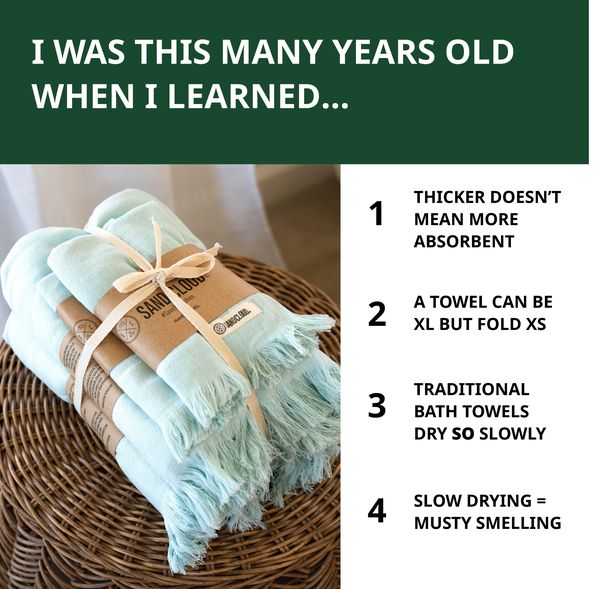 I WAS THIS MANY YEARS OLD
WHEN I LEARNED...
1
THICKER DOESN'T
MEAN MORE
ABSORBENT
2
A TOWEL CAN BE
XL BUT FOLD XS
3
TRADITIONAL
BATH TOWELS
DRY SO SLOWLY
4
SLOW DRYING =
MUSTY SMELLING
SAND